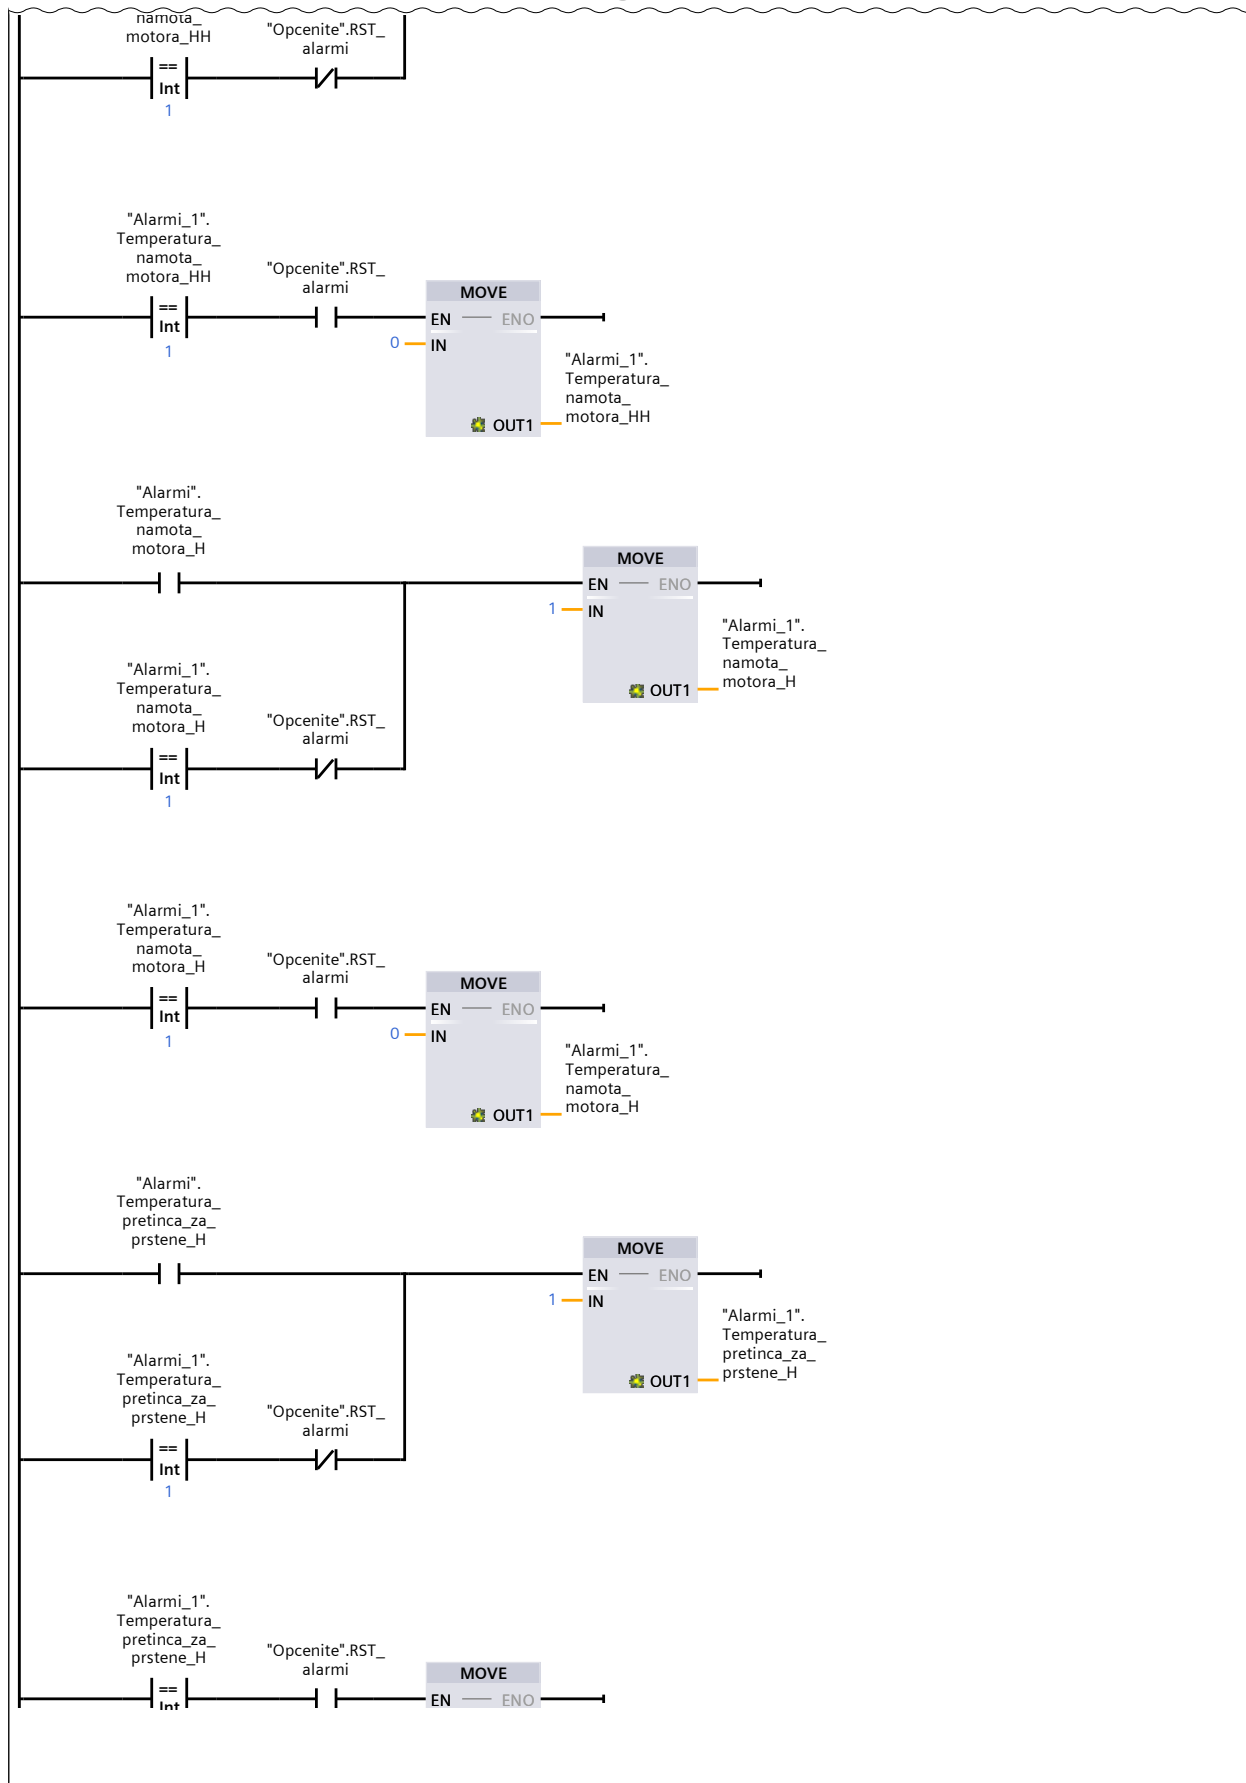 namota_
motora_HH
"Opcenite".RST_
alarmi
==
Int
1
"Alarmi_1".
Temperatura_
namota_
motora_HH
"Opcenite".RST_
alarmi
==
Int
1
MOVE
EN
ENO
0
IN
OUT1
"Alarmi_1".
Temperatura_
namota_
motora_HH
"Alarmi".
Temperatura_
namota_
motora_H
MOVE
EN
ENO
1
IN
OUT1
"Alarmi_1".
Temperatura_
namota_
motora_H
"Alarmi_1".
Temperatura_
namota_
motora_H
"Opcenite".RST_
alarmi
==
Int
1
"Alarmi_1".
Temperatura_
namota_
motora_H
"Opcenite".RST_
alarmi
==
Int
1
MOVE
EN
ENO
0
IN
OUT1
"Alarmi_1".
Temperatura_
namota_
motora_H
"Alarmi".
Temperatura_
pretinca_za_
prstene_H
MOVE
EN
ENO
1
IN
OUT1
"Alarmi_1".
Temperatura_
pretinca_za_
prstene_H
"Alarmi_1".
Temperatura_
pretinca_za_
prstene_H
"Opcenite".RST_
alarmi
==
Int
1
"Alarmi_1".
Temperatura_
pretinca_za_
prstene_H
"Opcenite".RST_
alarmi
==
Int
MOVE
EN
ENO